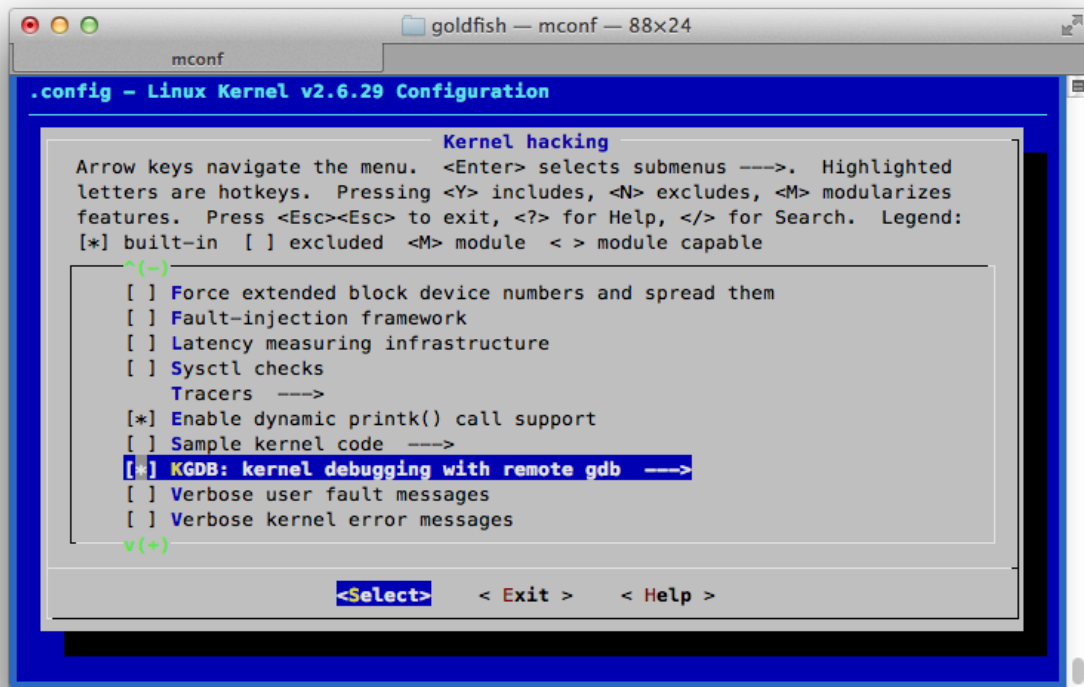 goldfish — mconf — 88×24
mconf
.config – Linux Kernel v2.6.29 Configuration
Kernel hacking
Arrow keys navigate the menu.  <Enter> selects submenus --->.  Highlighted
letters are hotkeys.  Pressing <Y> includes, <N> excludes, <M> modularizes
features.  Press <Esc><Esc> to exit, <?> for Help, </> for Search.  Legend:
[*] built-in  [ ] excluded  <M> module  < > module capable
^(-)
[ ] Force extended block device numbers and spread them
[ ] Fault-injection framework
[ ] Latency measuring infrastructure
[ ] Sysctl checks
Tracers  --->
[*] Enable dynamic printk() call support
[ ] Sample kernel code  --->
[*] KGDB: kernel debugging with remote gdb  --->
[ ] Verbose user fault messages
[ ] Verbose kernel error messages
v(+)
<Select>    < Exit >    < Help >